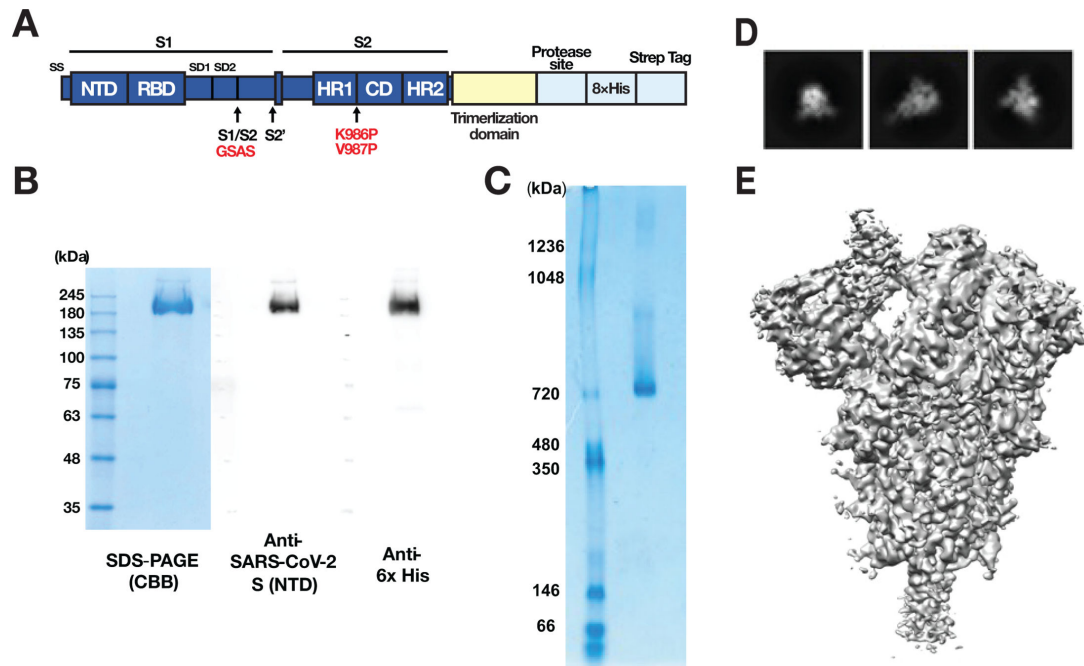 A
S1
S2
SS
NTD
RBD
SD1
SD2
HR1
CD
HR2
Protease
site
8×His
Strep Tag
Trimerlization
domain
S1/S2
GSAS
S2’
K986P
V987P
B
(kDa)
245
180
135
100
75
63
48
35
SDS-PAGE
(CBB)
Anti-
SARS-CoV-2
S (NTD)
Anti-
6x His
C
(kDa)
1236
1048
720
480
350
146
66
D
E